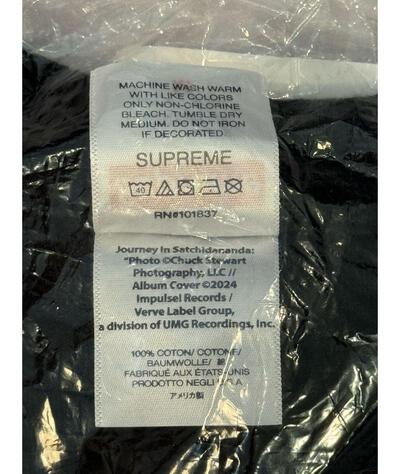 MACHINE WASH WARM
WITH LIKE COLORS
ONLY NON-CHLORINE
BLEACH. TUMBLE DRY
MEDIUM. DO NOT IRON
IF DECORATED
SUPREME
40
RN#101837
Journey In Satchidananda:
"Photo ©Chuck Stewart
Photography, LLC //
Album Cover ©2024
Impulse! Records /
Verve Label Group,
a division of UMG Recordings, Inc.
100% COTON/ COTONE/
BAUMWOLLE/ 綿
FABRIQUÉ AUX ÉTATS-UNIS
PRODOTTO NEGLI U.S.A
アメリカ製